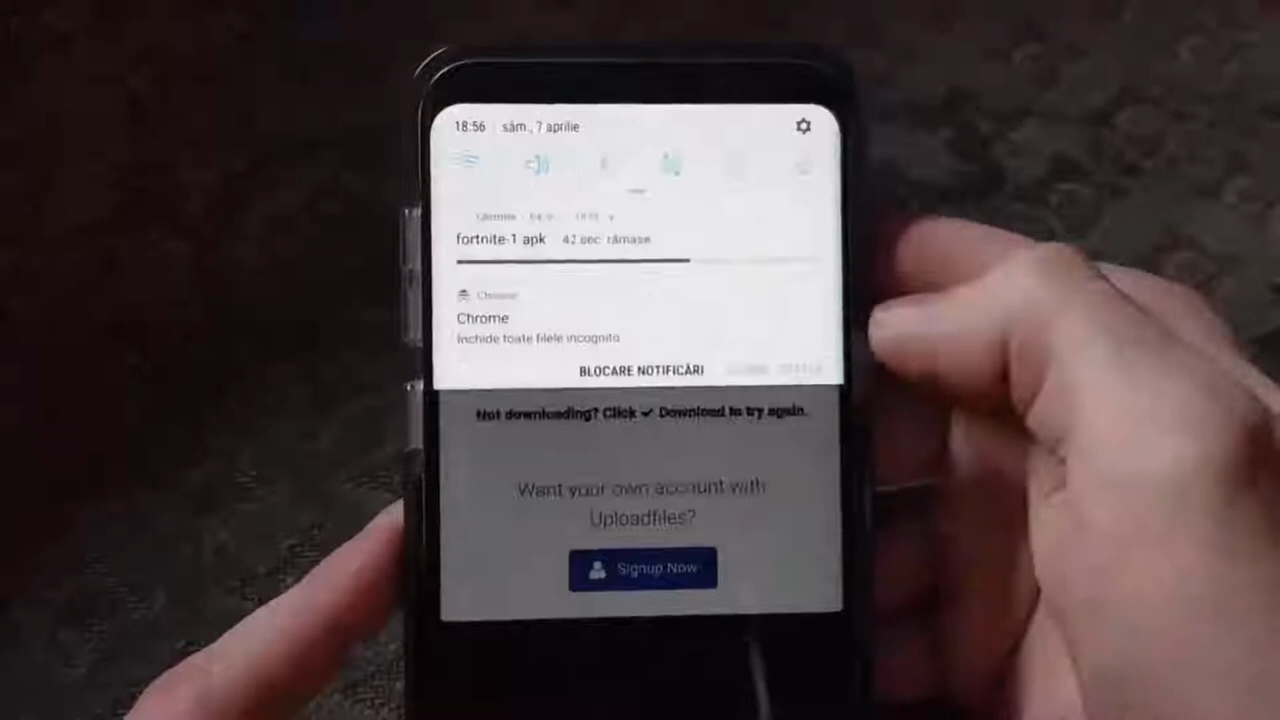 18:56 sâm., 7 aprilie
fortnite-1 apk 42 sec. rămase
Chrome
Chrome
Închide toate filele incognito
BLOCARE NOTIFICĂRI
Not downloading? Click ✓ Download to try again.
Want your own account with
Uploadfiles?
Signup Now